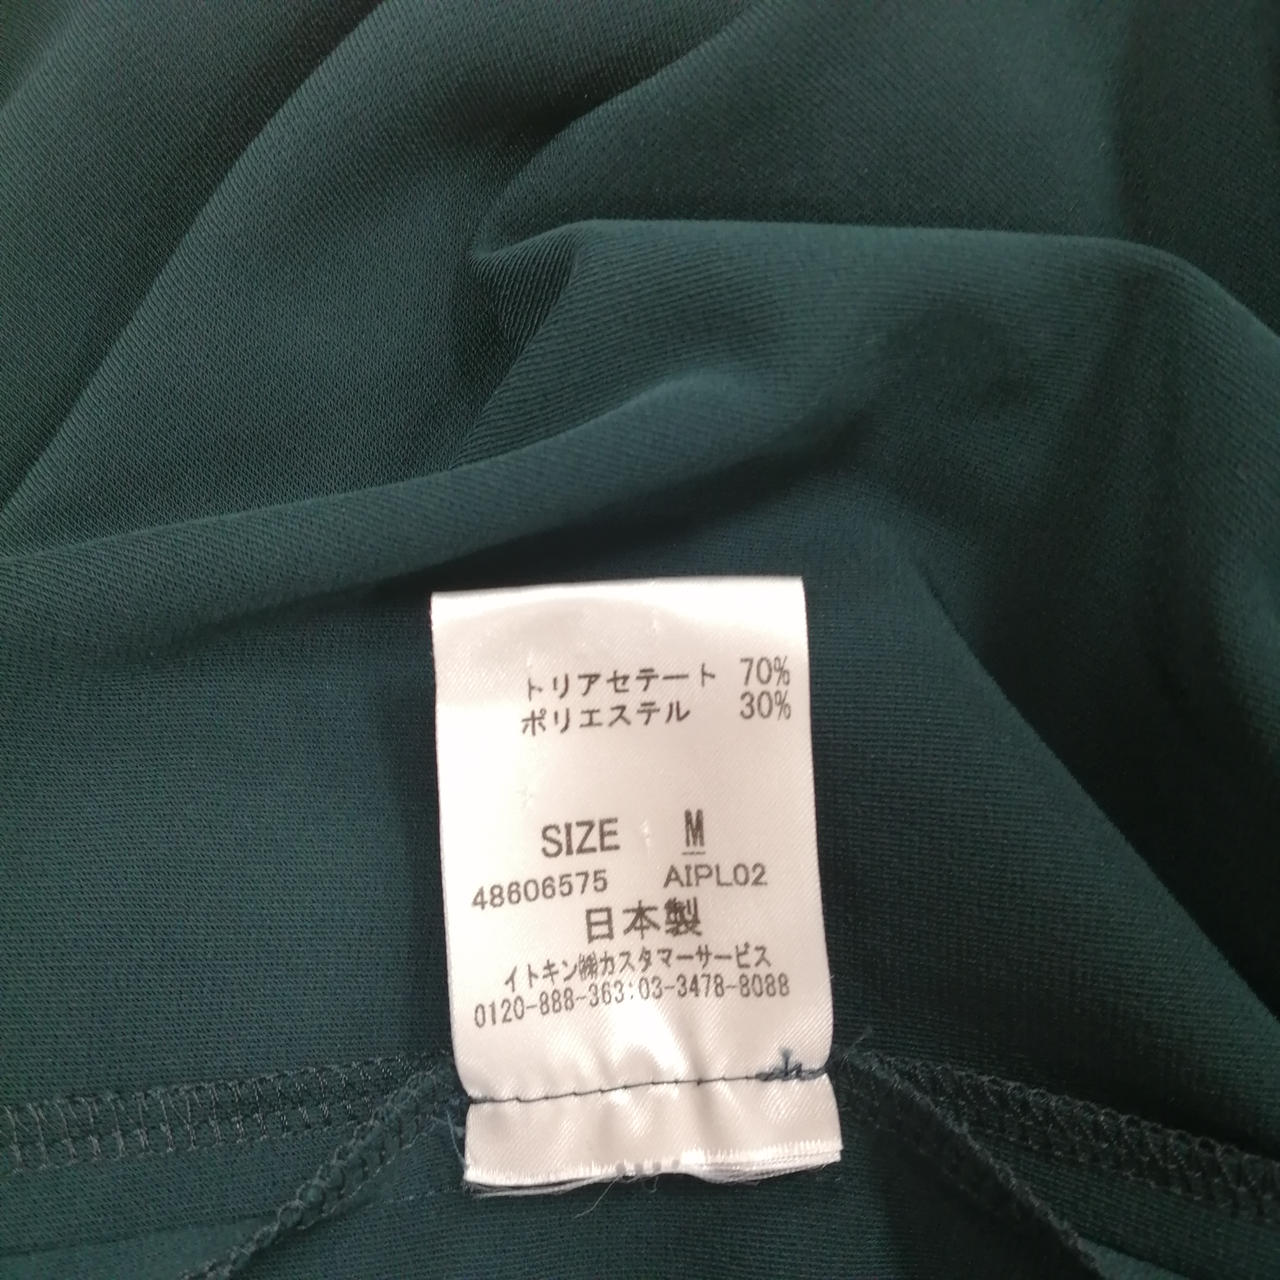 トリアセテート 70%
ポリエステル 30%
SIZE M
48606575 AIPL02
日本製
イトキン㈱カスタマーサービス
0120-888-363:03-3478-8088